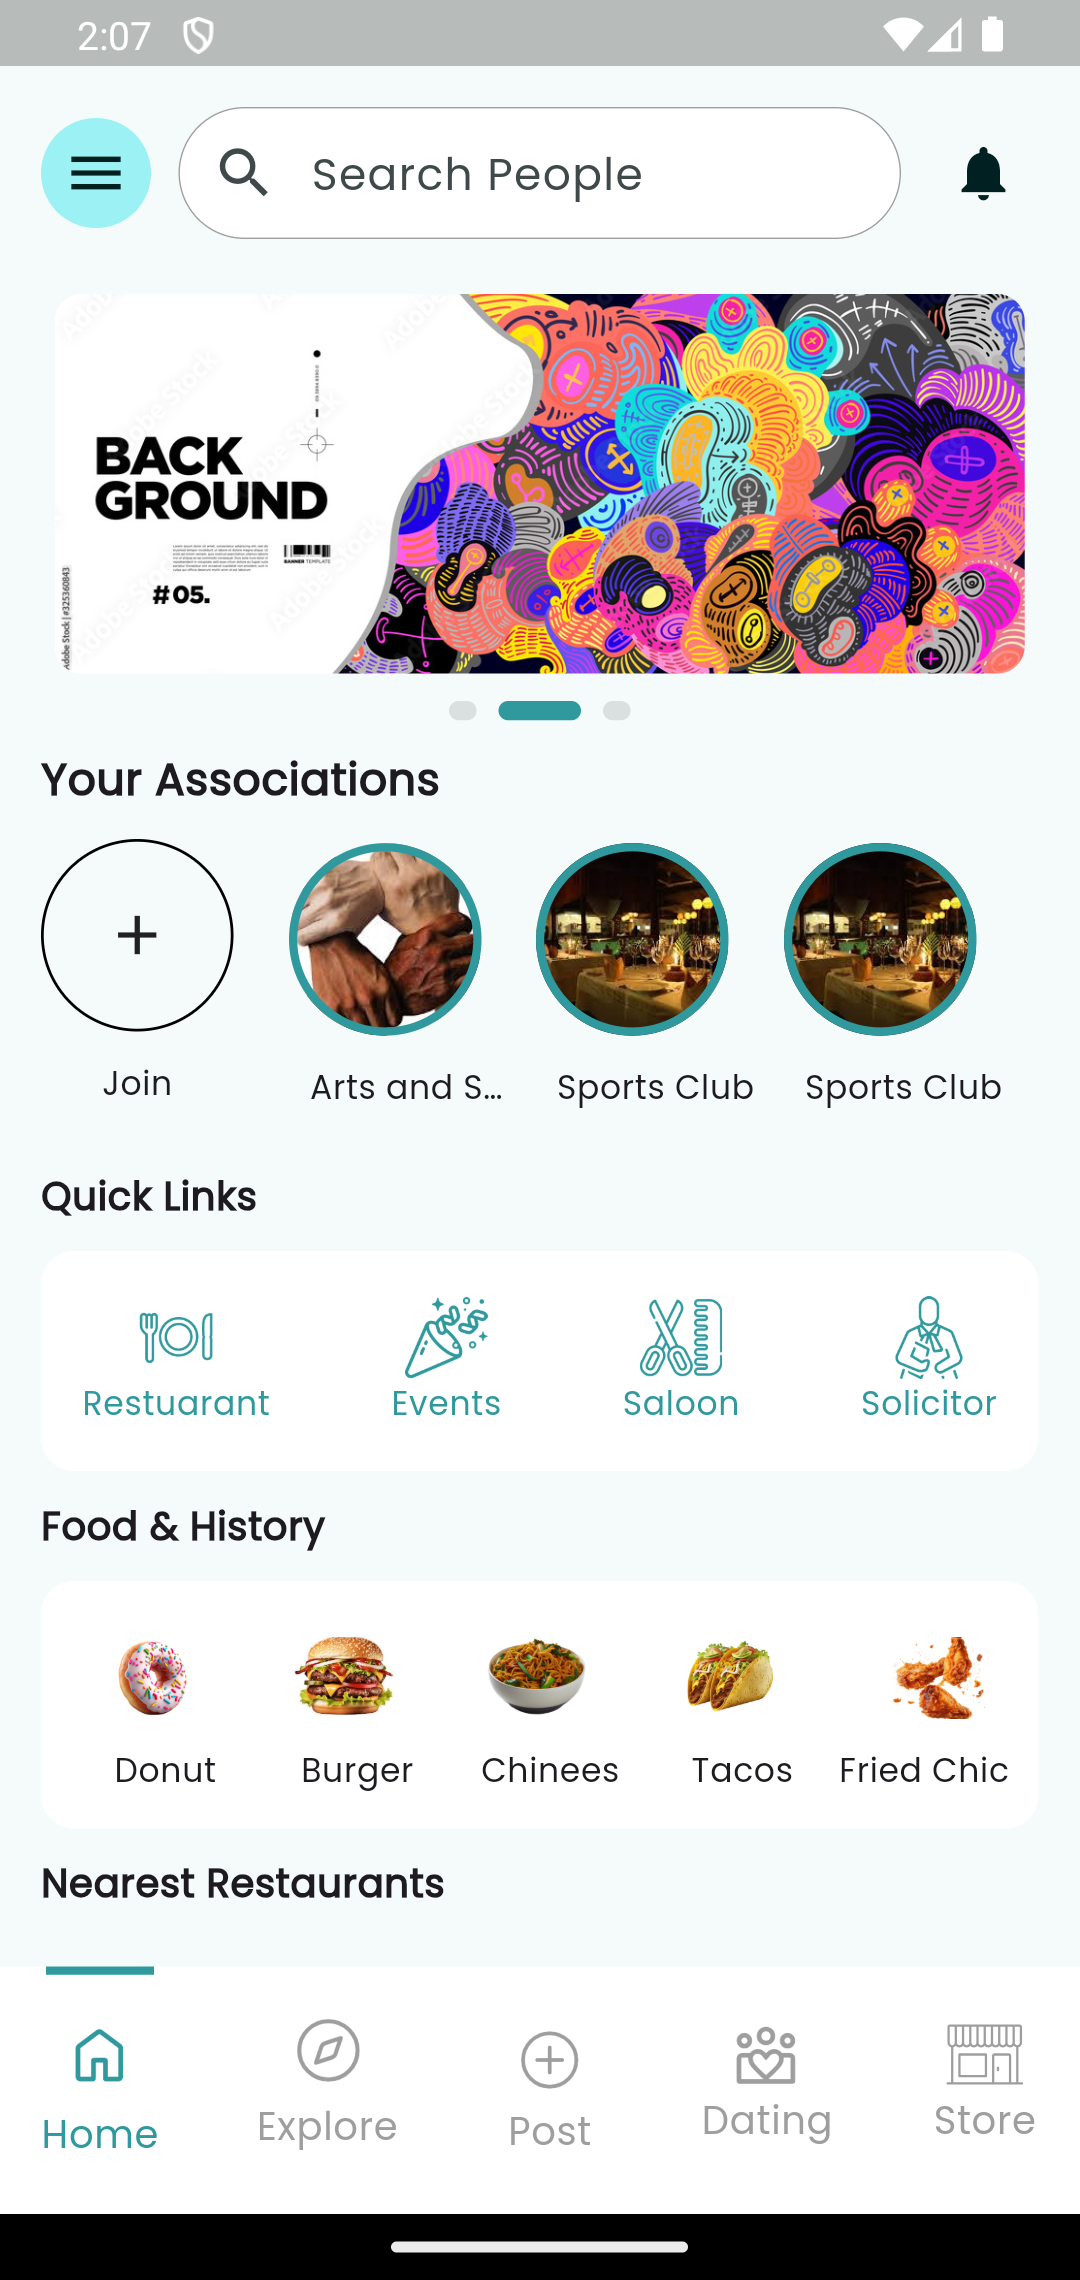 2:07
Search People
BACK
GROUND
BANNER TEMPLATE
#05.
Adobe Stock | #325360843
Your Associations
Join
Arts and S...
Sports Club
Sports Club
Quick Links
Restuarant
Events
Saloon
Solicitor
Food & History
Donut
Burger
Chinees
Tacos
Fried Chic
Nearest Restaurants
Home
Explore
Post
Dating
Store